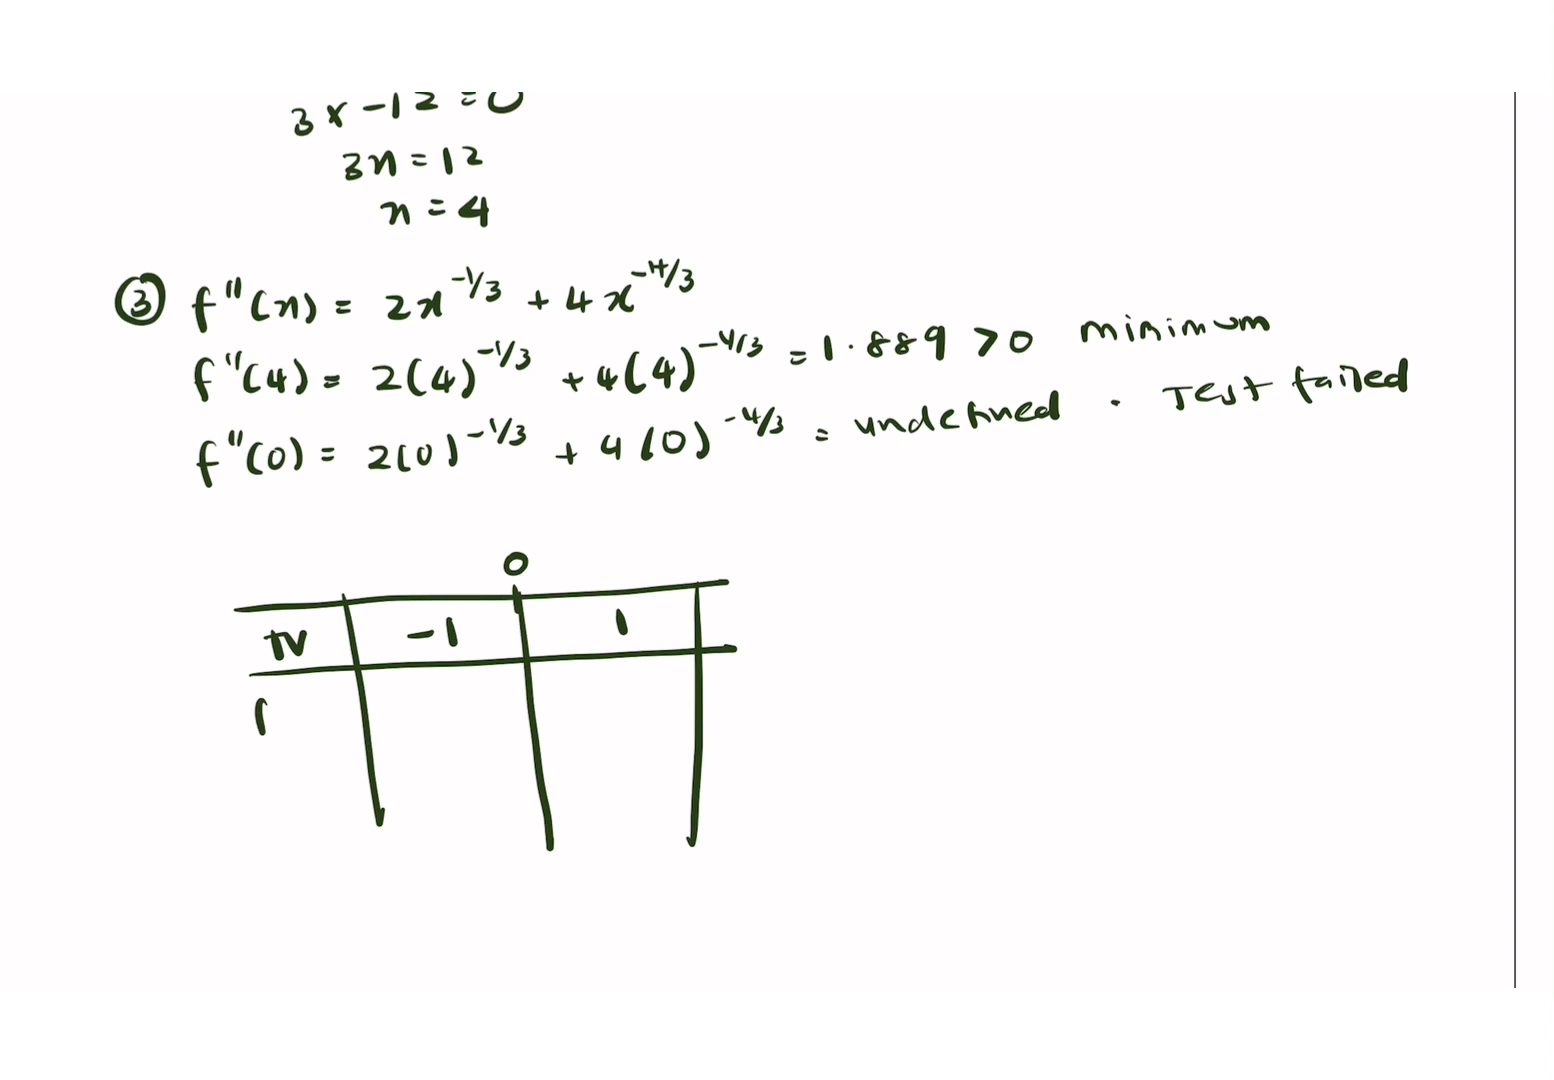 3x-12=0
3x=12
x=4
③ f''(x) = 2x^{-1/3} + 4x^{-4/3}
f''(4) = 2(4)^{-1/3} + 4(4)^{-4/3} = 1.889 >0 minimum
f''(0) = 2(0)^{-1/3} + 4(0)^{-4/3} = undefined . Test failed
0
TV -1 1
(